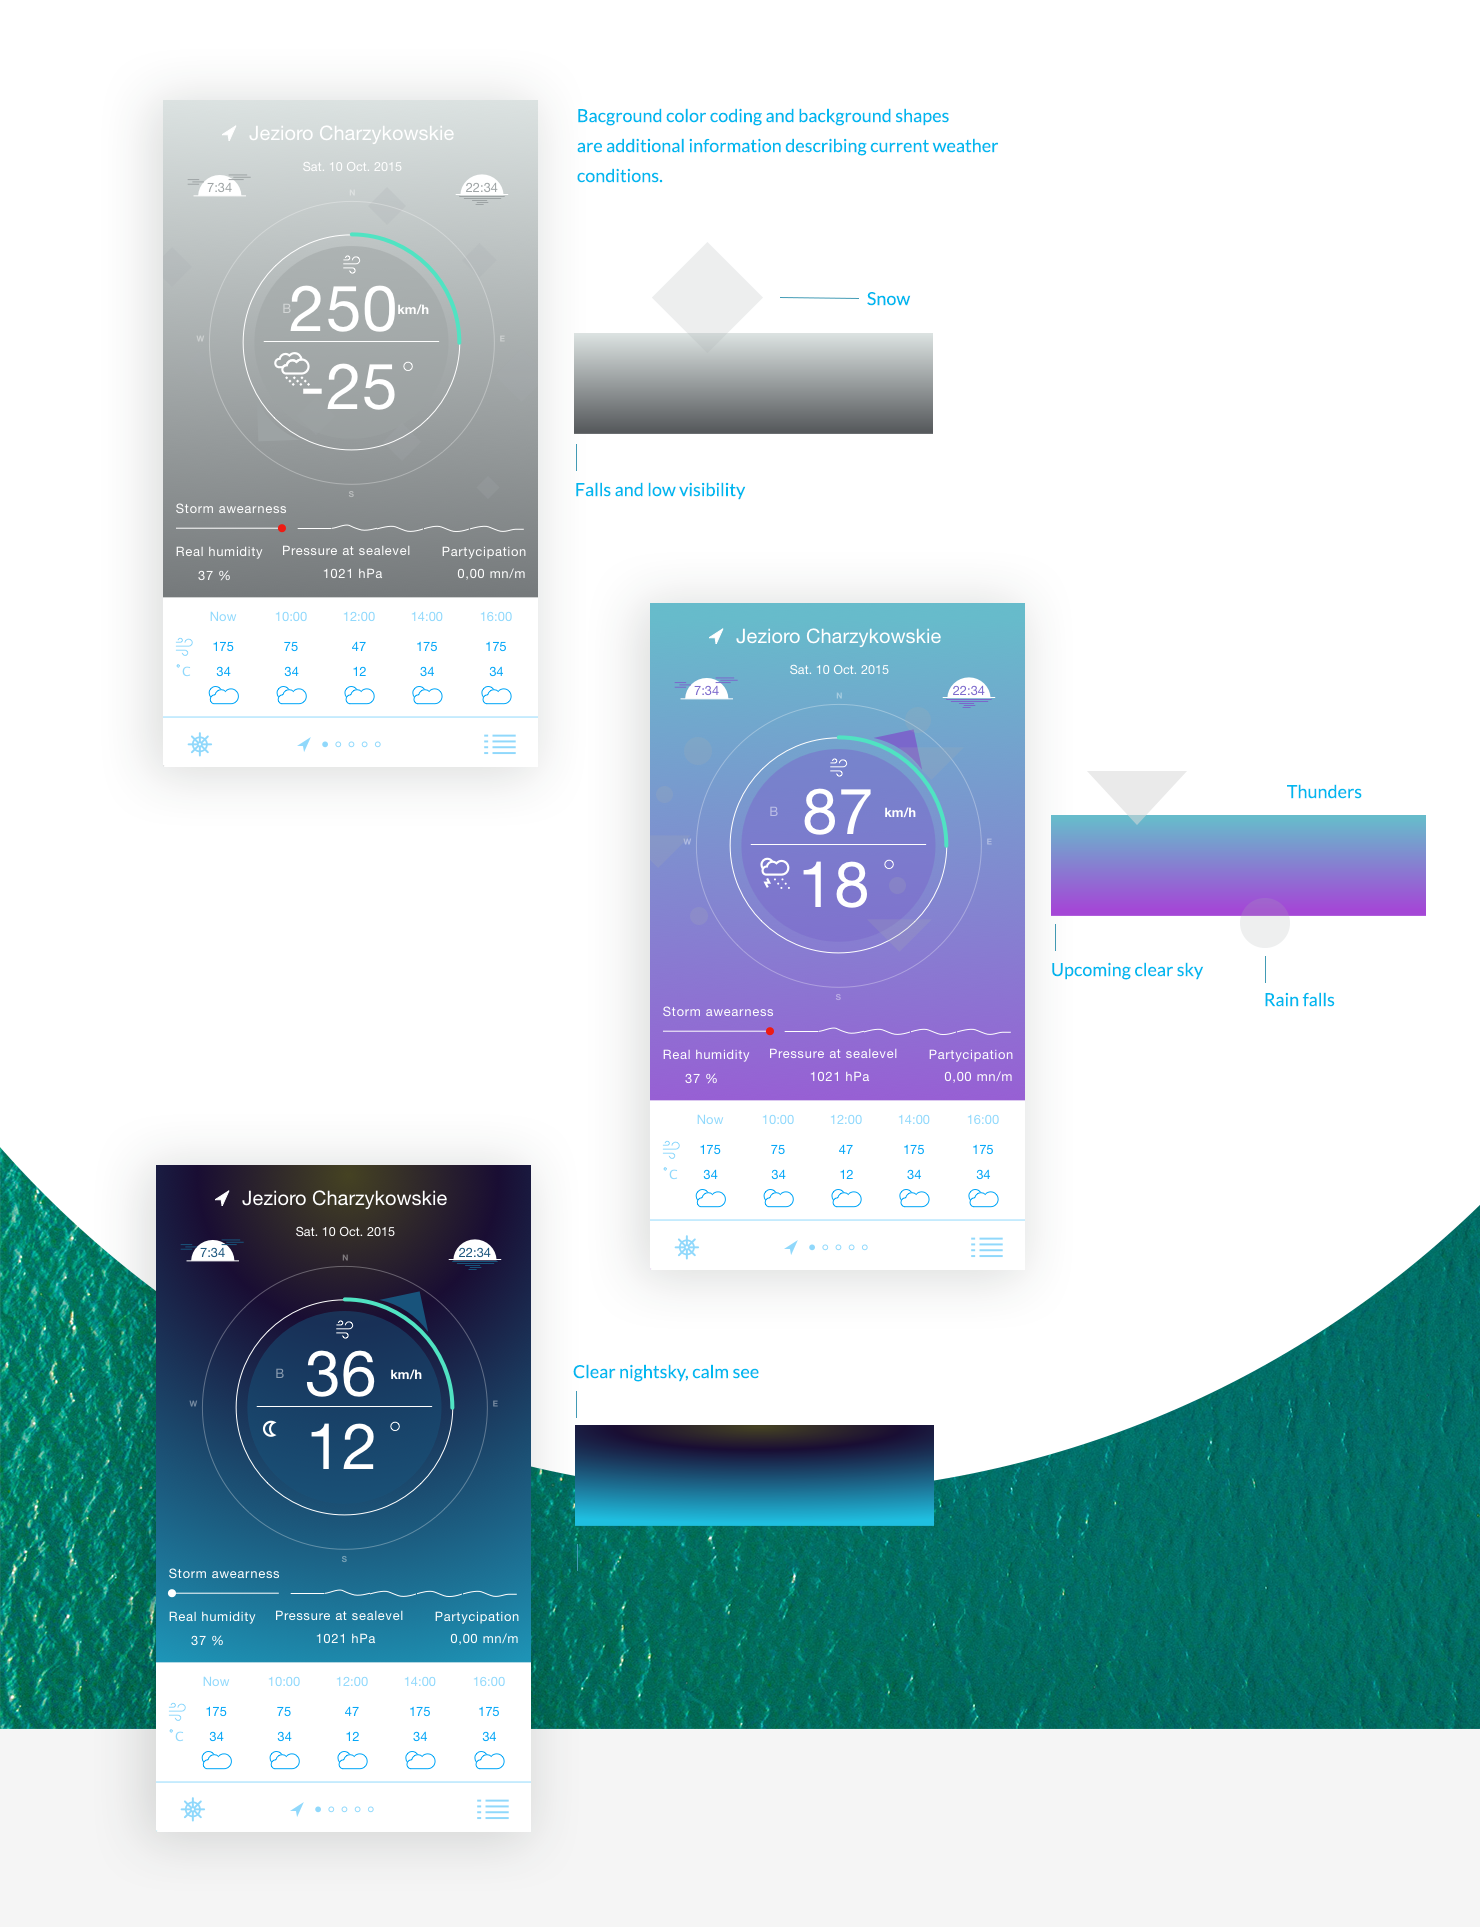 Jezioro Charzykowskie
Sat. 10 Oct. 2015
7:34
22:34
N
W
E
S
B
250
km/h
-25°
Storm awearness
Real humidity
37 %
Pressure at sealevel
1021 hPa
Partycipation
0,00 mn/m
Now 10:00 12:00 14:00 16:00
175 75 47 175 175
°C 34 34 12 34 34
Bacground color coding and background shapes
are additional information describing current weather
conditions.
Snow
Falls and low visibility
Jezioro Charzykowskie
Sat. 10 Oct. 2015
7:34
22:34
N
W
E
S
B
87
km/h
18°
Storm awearness
Real humidity
37 %
Pressure at sealevel
1021 hPa
Partycipation
0,00 mn/m
Now 10:00 12:00 14:00 16:00
175 75 47 175 175
°C 34 34 12 34 34
Thunders
Upcoming clear sky
Rain falls
Jezioro Charzykowskie
Sat. 10 Oct. 2015
7:34
22:34
N
W
E
S
B
36
km/h
12°
Storm awearness
Real humidity
37 %
Pressure at sealevel
1021 hPa
Partycipation
0,00 mn/m
Now 10:00 12:00 14:00 16:00
175 75 47 175 175
°C 34 34 12 34 34
Clear nightsky, calm see